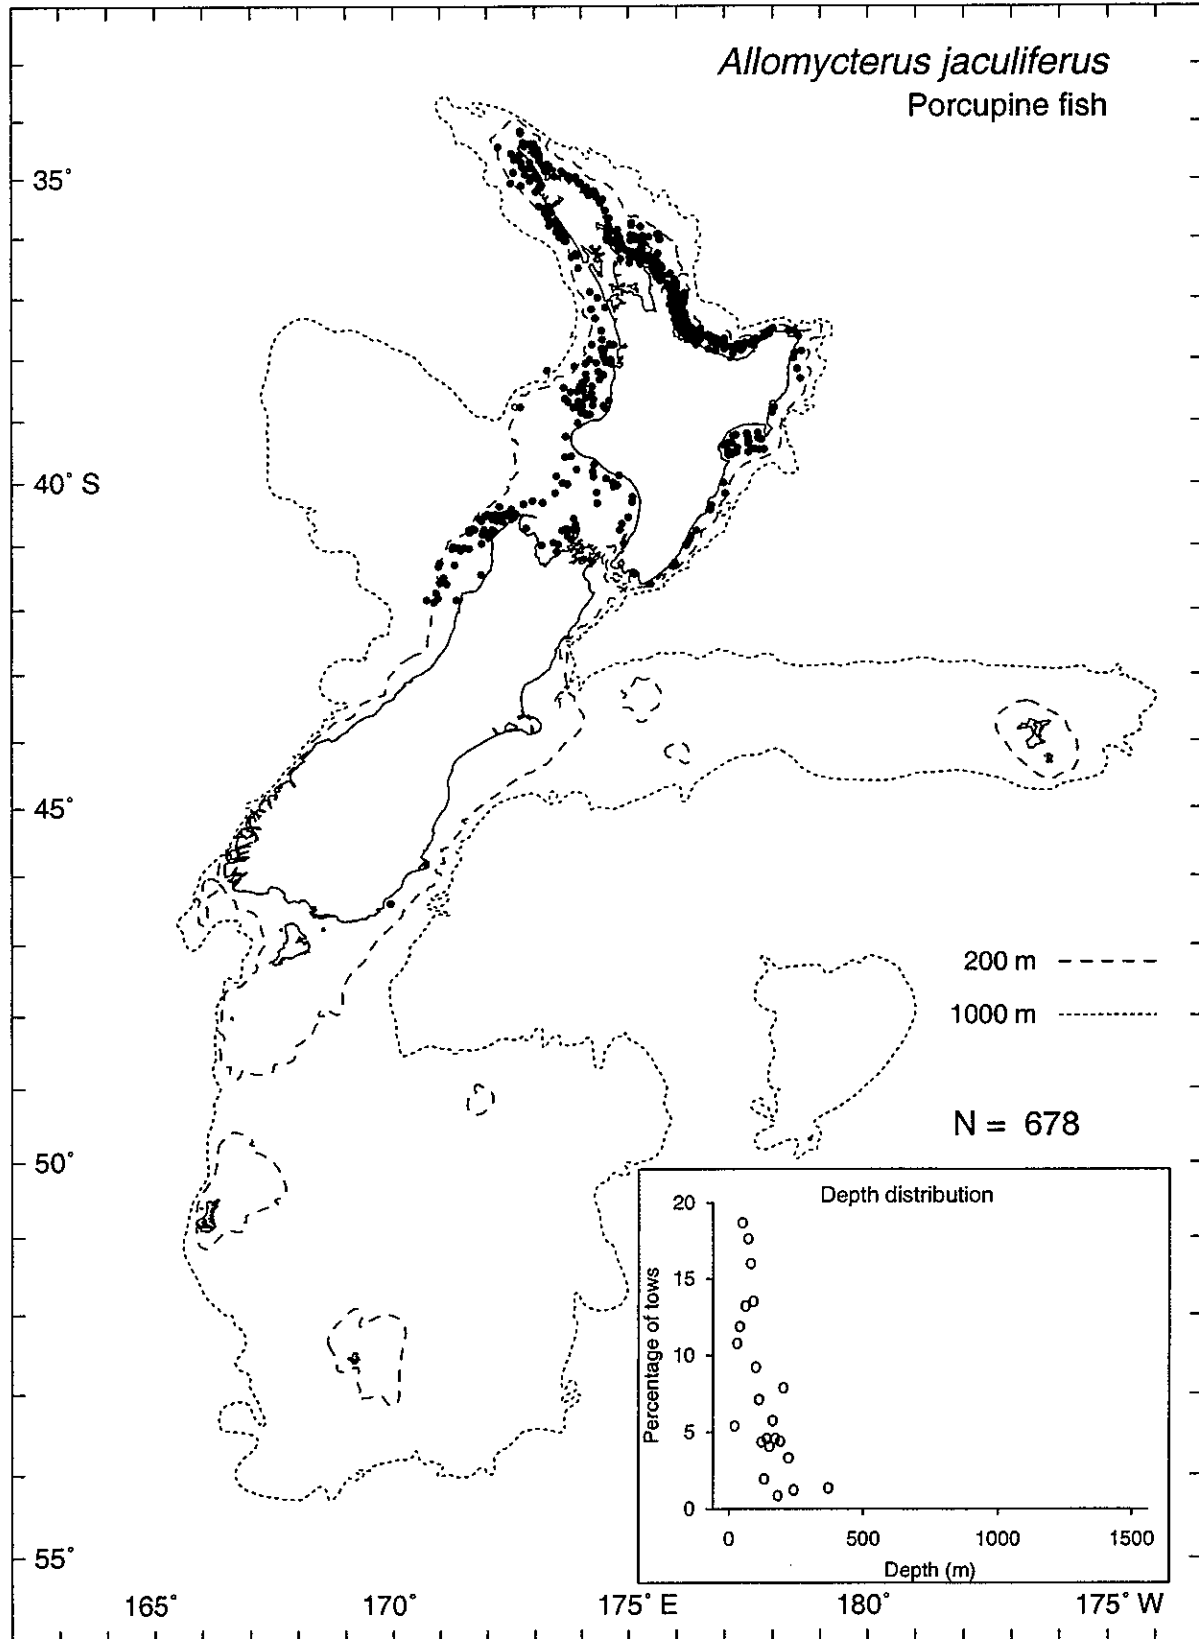 Allomycterus jaculiferus
Porcupine fish
35°
40° S
45°
200 m
1000 m
N = 678
50°
Depth distribution
20
15
10
5
0
Percentage of tows
0 500 1000 1500
Depth (m)
55°
165° 170° 175° E 180° 175° W